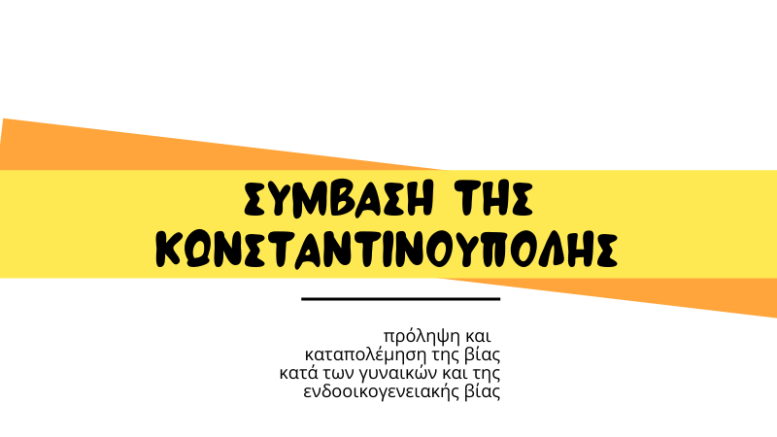 ΣΥΜΒΑΣΗ ΤΗΣ
ΚΩΝΣΤΑΝΤΙΝΟΥΠΟΛΗΣ
πρόληψη και
καταπολέμηση της βίας
κατά των γυναικών και της
ενδοοικογενειακής βίας